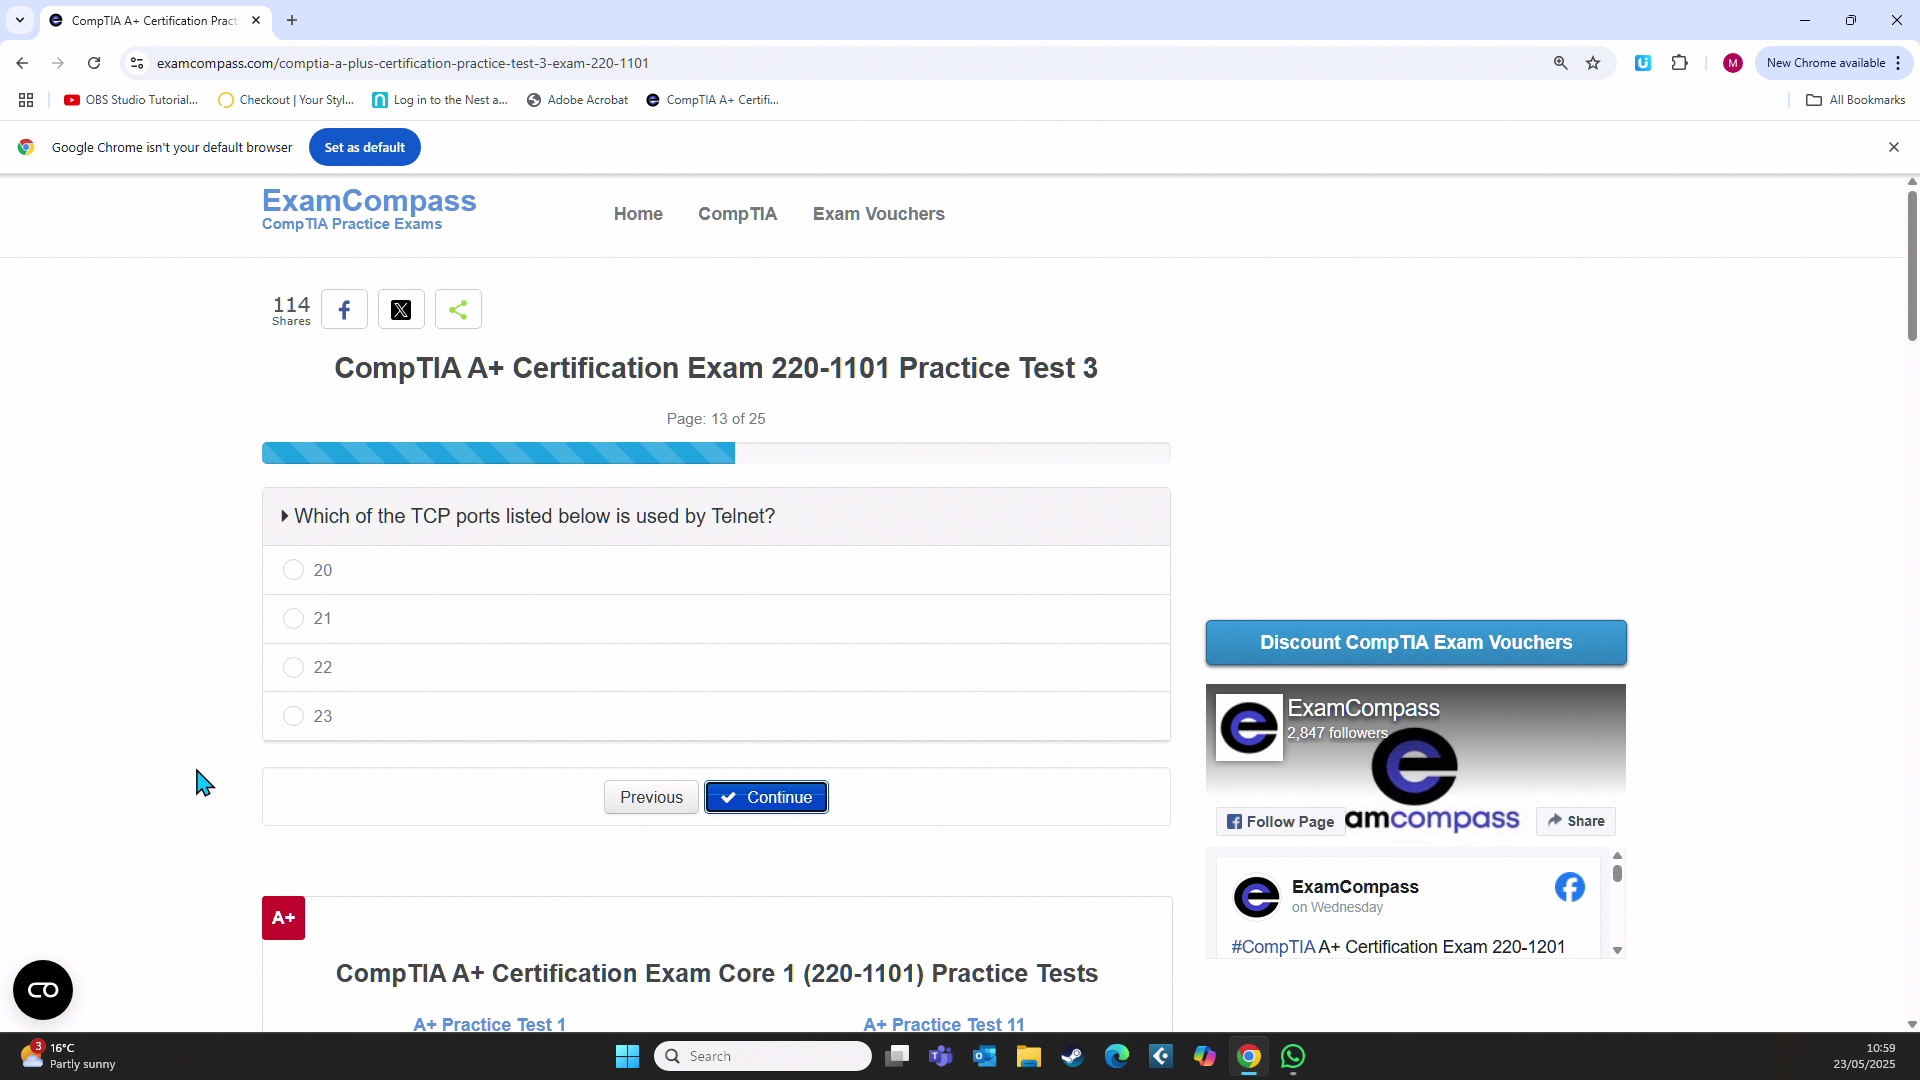 CompTIA A+ Certification Pract
examcompass.com/comptia-a-plus-certification-practice-test-3-exam-220-1101
M
New Chrome available
OBS Studio Tutorial...
Checkout | Your Styl...
Log in to the Nest a...
Adobe Acrobat
CompTIA A+ Certifi...
All Bookmarks
Google Chrome isn't your default browser
Set as default
ExamCompass
CompTIA Practice Exams
Home
CompTIA
Exam Vouchers
114
Shares
CompTIA A+ Certification Exam 220-1101 Practice Test 3
Page: 13 of 25
Which of the TCP ports listed below is used by Telnet?
20
21
22
23
Previous
Continue
Discount CompTIA Exam Vouchers
ExamCompass
2,847 followers
Follow Page
amcompass
Share
ExamCompass
on Wednesday
#CompTIA A+ Certification Exam 220-1201
A+
CompTIA A+ Certification Exam Core 1 (220-1101) Practice Tests
A+ Practice Test 1
A+ Practice Test 11
3
16°C
Partly sunny
Search
10:59
23/05/2025